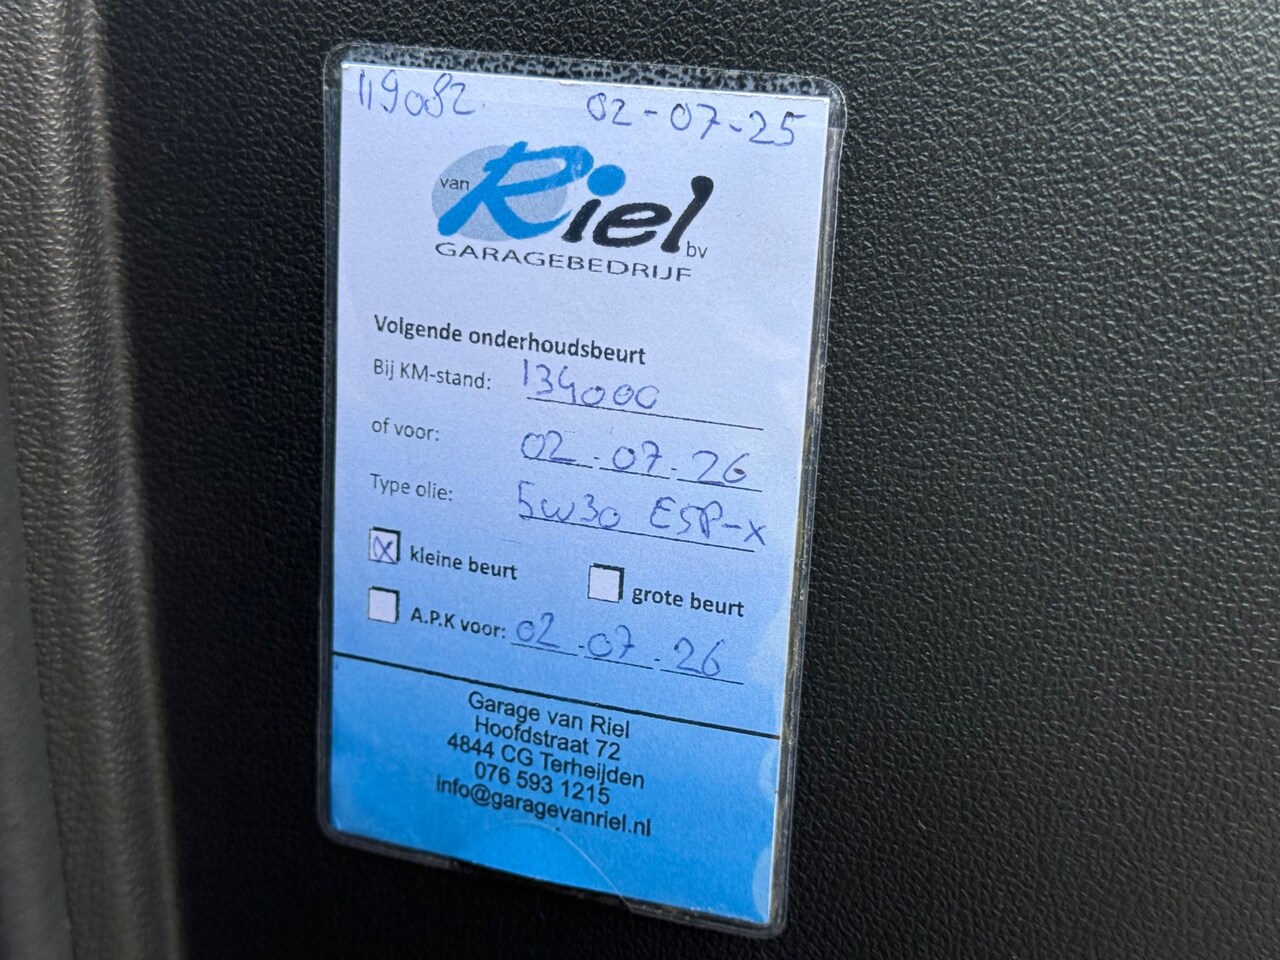 119082 02-07-25
van Riel bv
GARAGEBEDRIJF
Volgende onderhoudsbeurt
Bij KM-stand: 134000
of voor: 02-07-26
Type olie: 5W30 ESP-x
x kleine beurt grote beurt
A.P.K voor: 02-07-26
Garage van Riel
Hoofdstraat 72
4844 CG Terheijden
076 593 1215
info@garagevanriel.nl